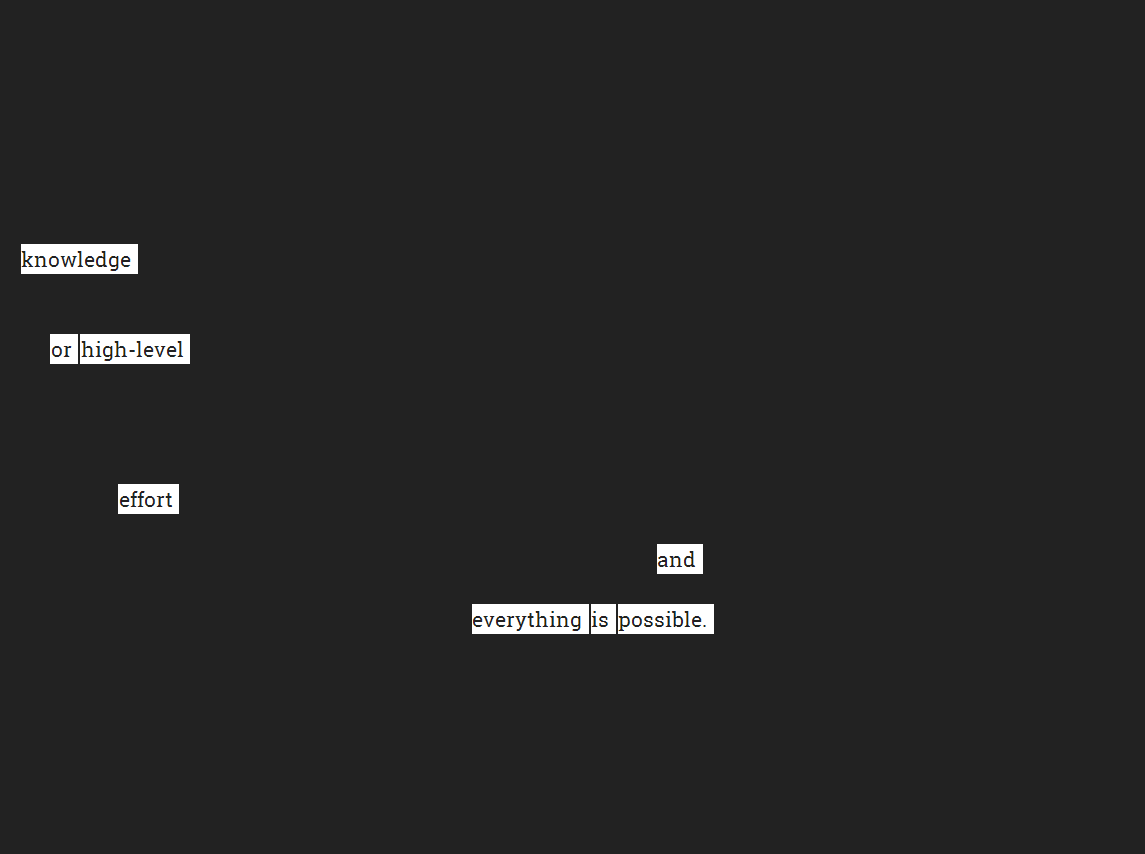 knowledge
or high-level
effort
and
everything is possible.